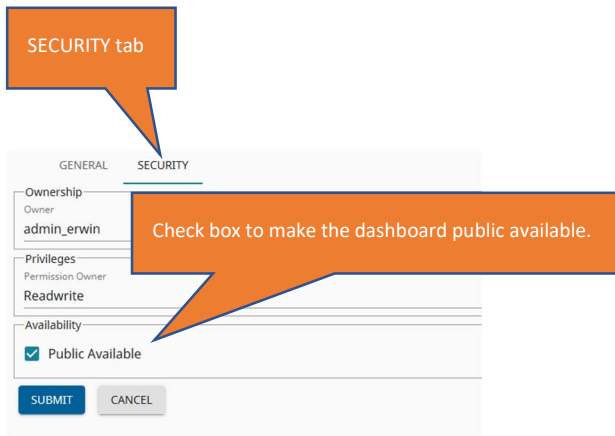 SECURITY tab
GENERAL SECURITY
Ownership
Owner
admin_erwin
Check box to make the dashboard public available.
Privileges
Permission Owner
Readwrite
Availability
Public Available
SUBMIT CANCEL